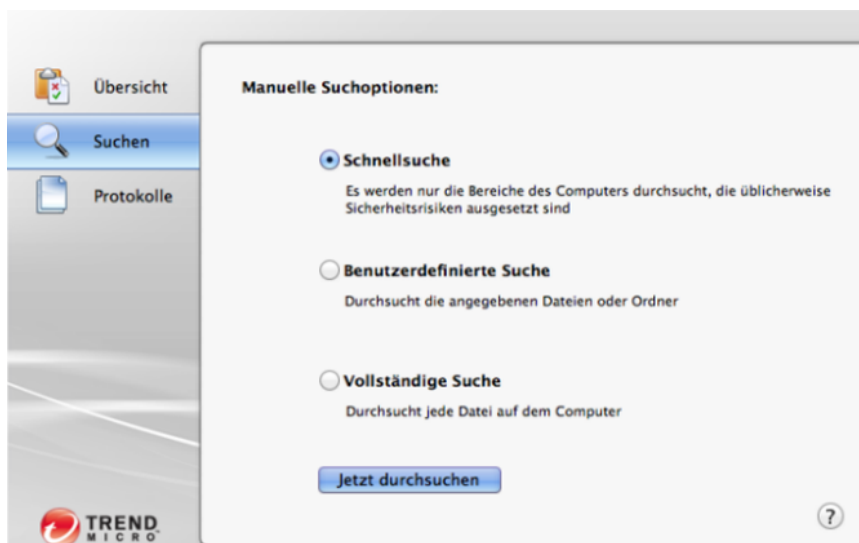 Übersicht
Suchen
Protokolle
Manuelle Suchoptionen:
Schnellsuche
Es werden nur die Bereiche des Computers durchsucht, die üblicherweise
Sicherheitsrisiken ausgesetzt sind
Benutzerdefinierte Suche
Durchsucht die angegebenen Dateien oder Ordner
Vollständige Suche
Durchsucht jede Datei auf dem Computer
Jetzt durchsuchen
?
TREND
MICRO